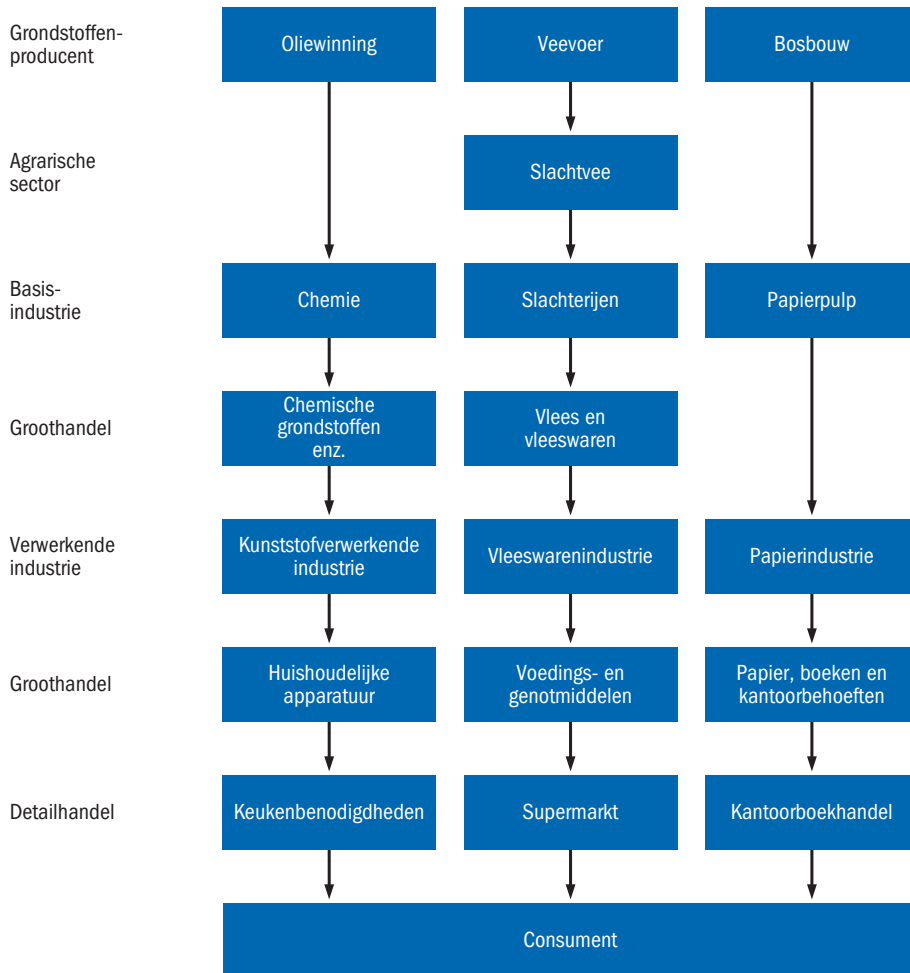 Grondstoffen-
producent
Oliewinning
Veevoer
Bosbouw
Agrarische
sector
Slachtvee
Basis-
industrie
Chemie
Slachterijen
Papierpulp
Groothandel
Chemische
grondstoffen
enz.
Vlees en
vleeswaren
Verwerkende
industrie
Kunststofverwerkende
industrie
Vleeswarenindustrie
Papierindustrie
Groothandel
Huishoudelijke
apparatuur
Voedings- en
genotmiddelen
Papier, boeken en
kantoorbehoeften
Detailhandel
Keukenbenodigdheden
Supermarkt
Kantoorboekhandel
Consument